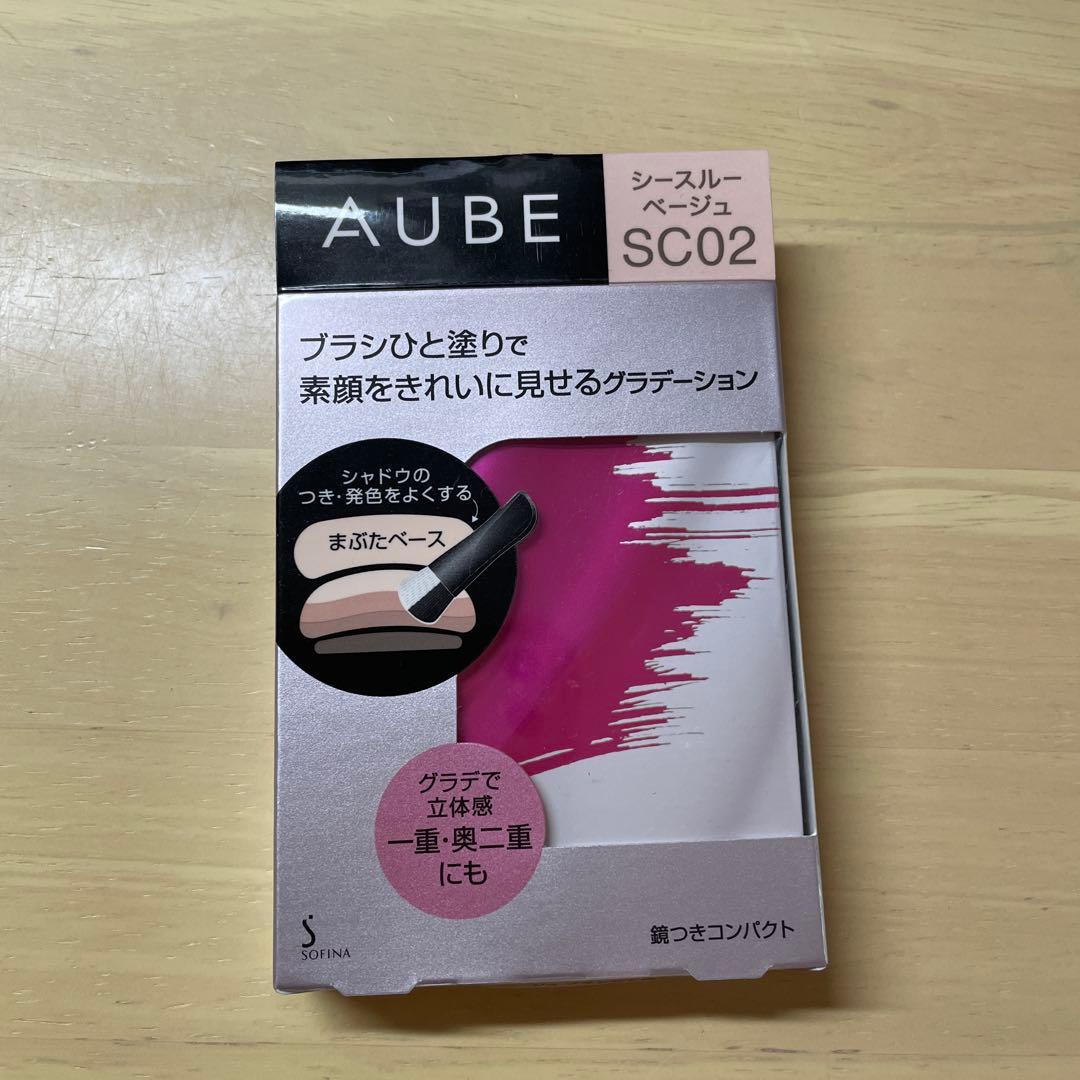 AUBE
シースルー
ベージュ
SC02
ブラシひと塗りで
素顔をきれいに見せるグラデーション
シャドウの
つき・発色をよくする
まぶたベース
グラデで
立体感
一重・奥二重
にも
SOFINA
鏡つきコンパクト